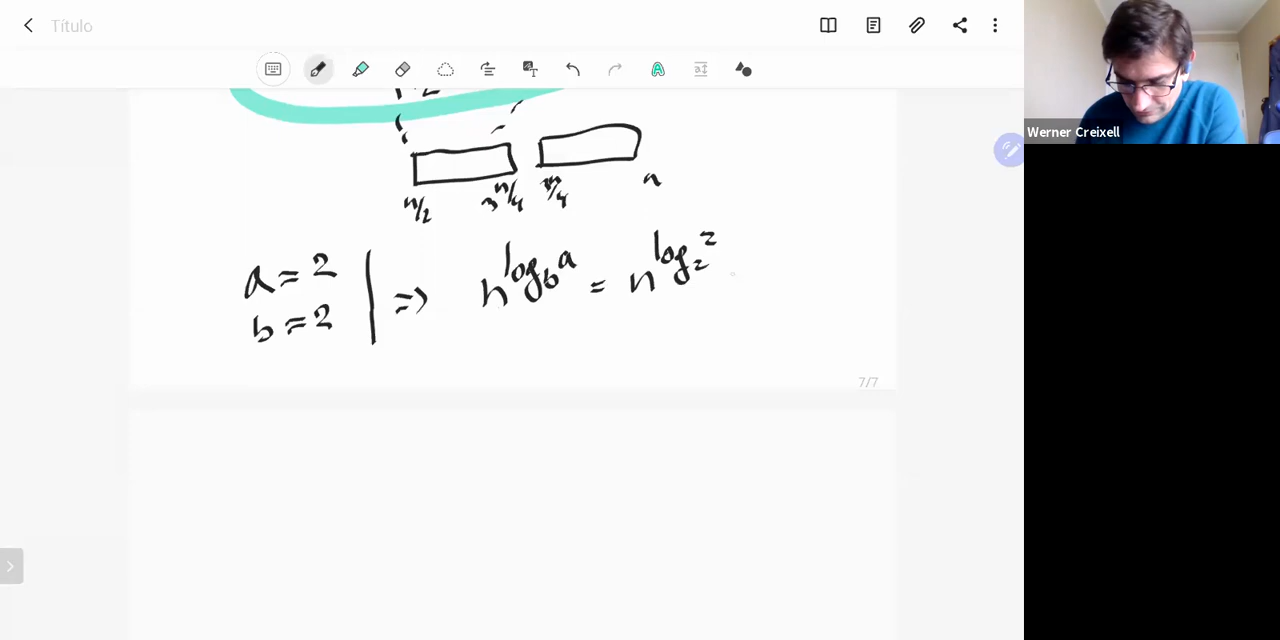 Título
Werner Creixell
n/2 3n/4 n/4 n
a = 2
b = 2
=> n^log_b a = n^log_2 2
7/7